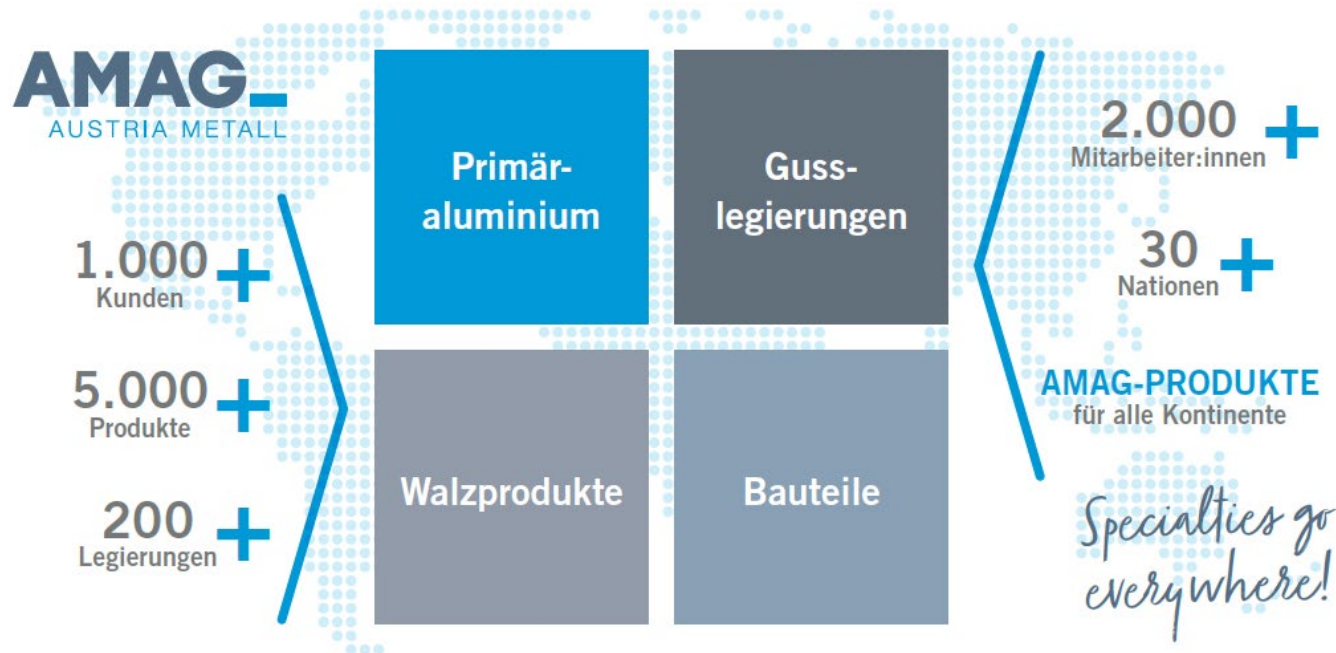 AMAG
AUSTRIA METALL
1.000 +
Kunden
5.000 +
Produkte
200 +
Legierungen
Primär-
aluminium
Guss-
legierungen
Walzprodukte
Bauteile
2.000 +
Mitarbeiter:innen
30 +
Nationen
AMAG-PRODUKTE
für alle Kontinente
Specialties go
everywhere!